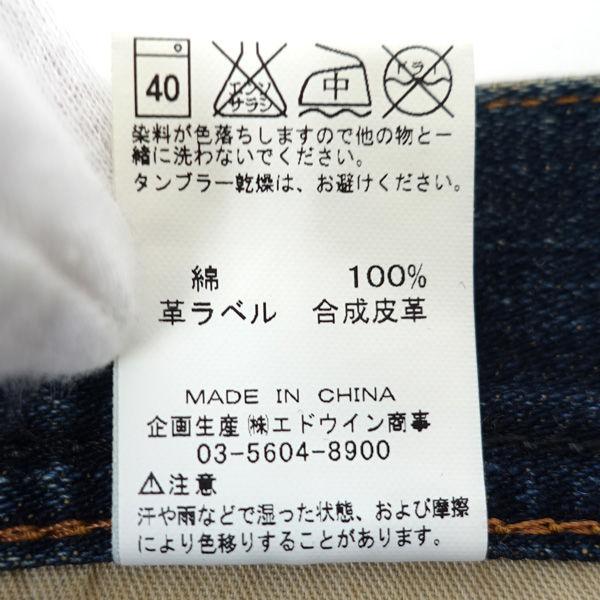 40 エンソ サラシ 中 ドライ
染料が色落ちしますので他の物と一
緒に洗わないでください。
タンブラー乾燥は、お避けください。
綿 100%
革ラベル 合成皮革
MADE IN CHINA
企画生産 ㈱エドウイン商事
03-5604-8900
⚠注意
汗や雨などで湿った状態、および摩擦
により色移りすることがあります。